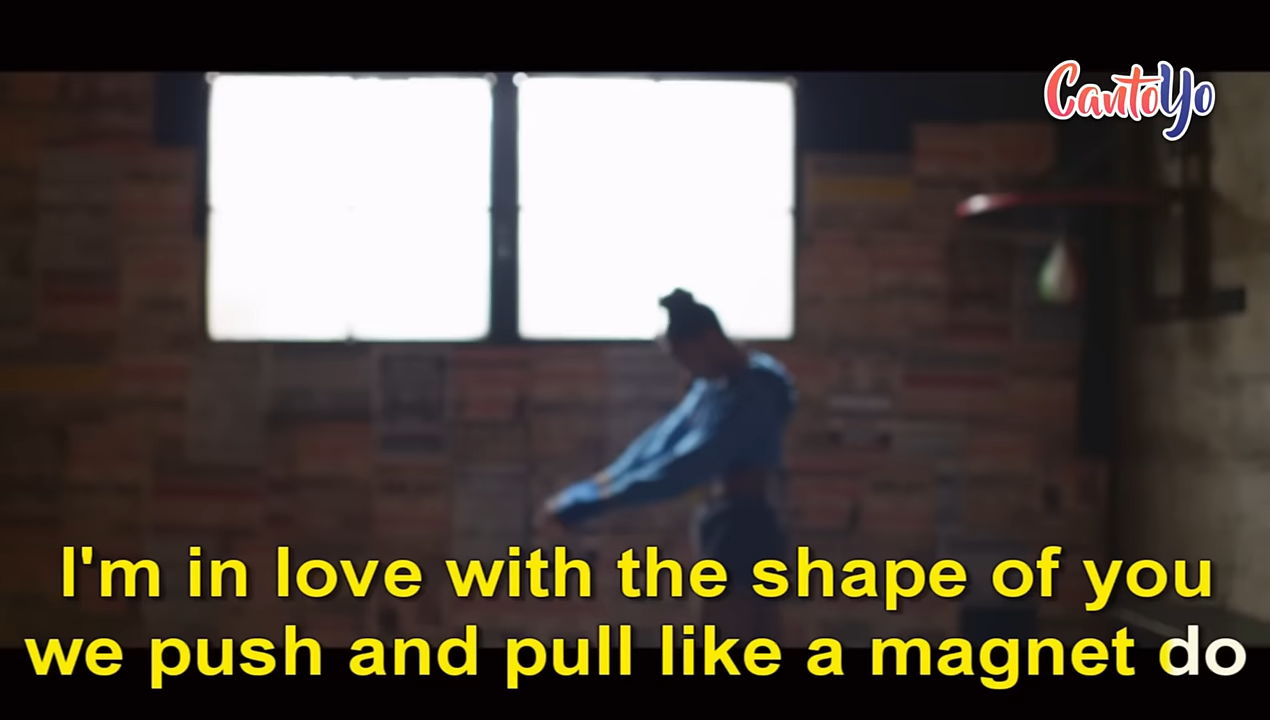 CantoYo
I'm in love with the shape of you
we push and pull like a magnet do